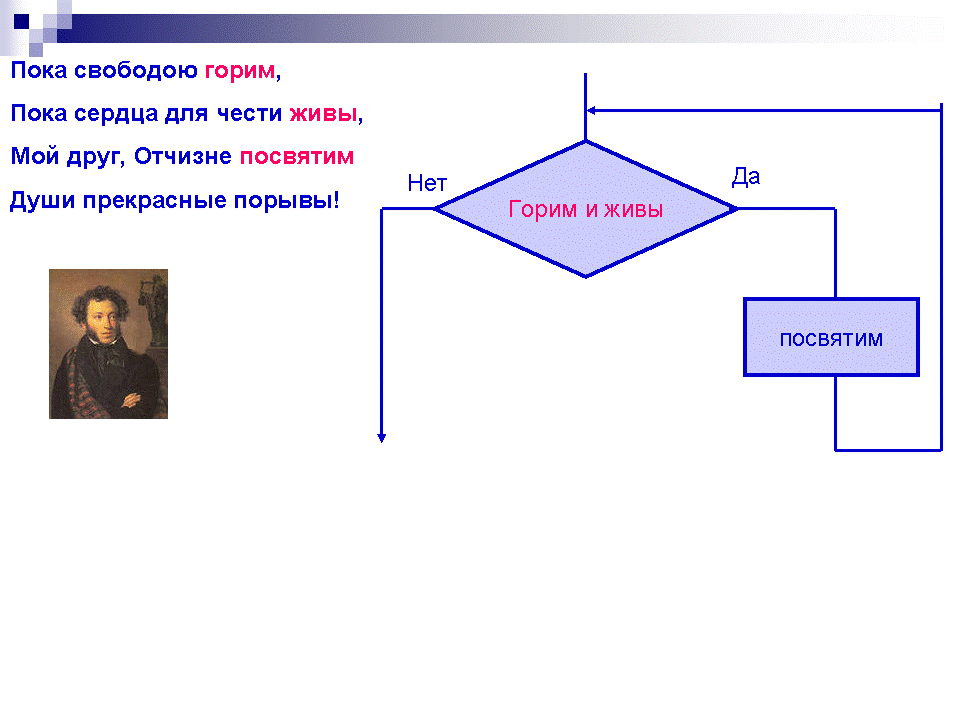 Пока свободою горим,
Пока сердца для чести живы,
Мой друг, Отчизне посвятим
Души прекрасные порывы!
Нет
Да
Горим и живы
посвятим